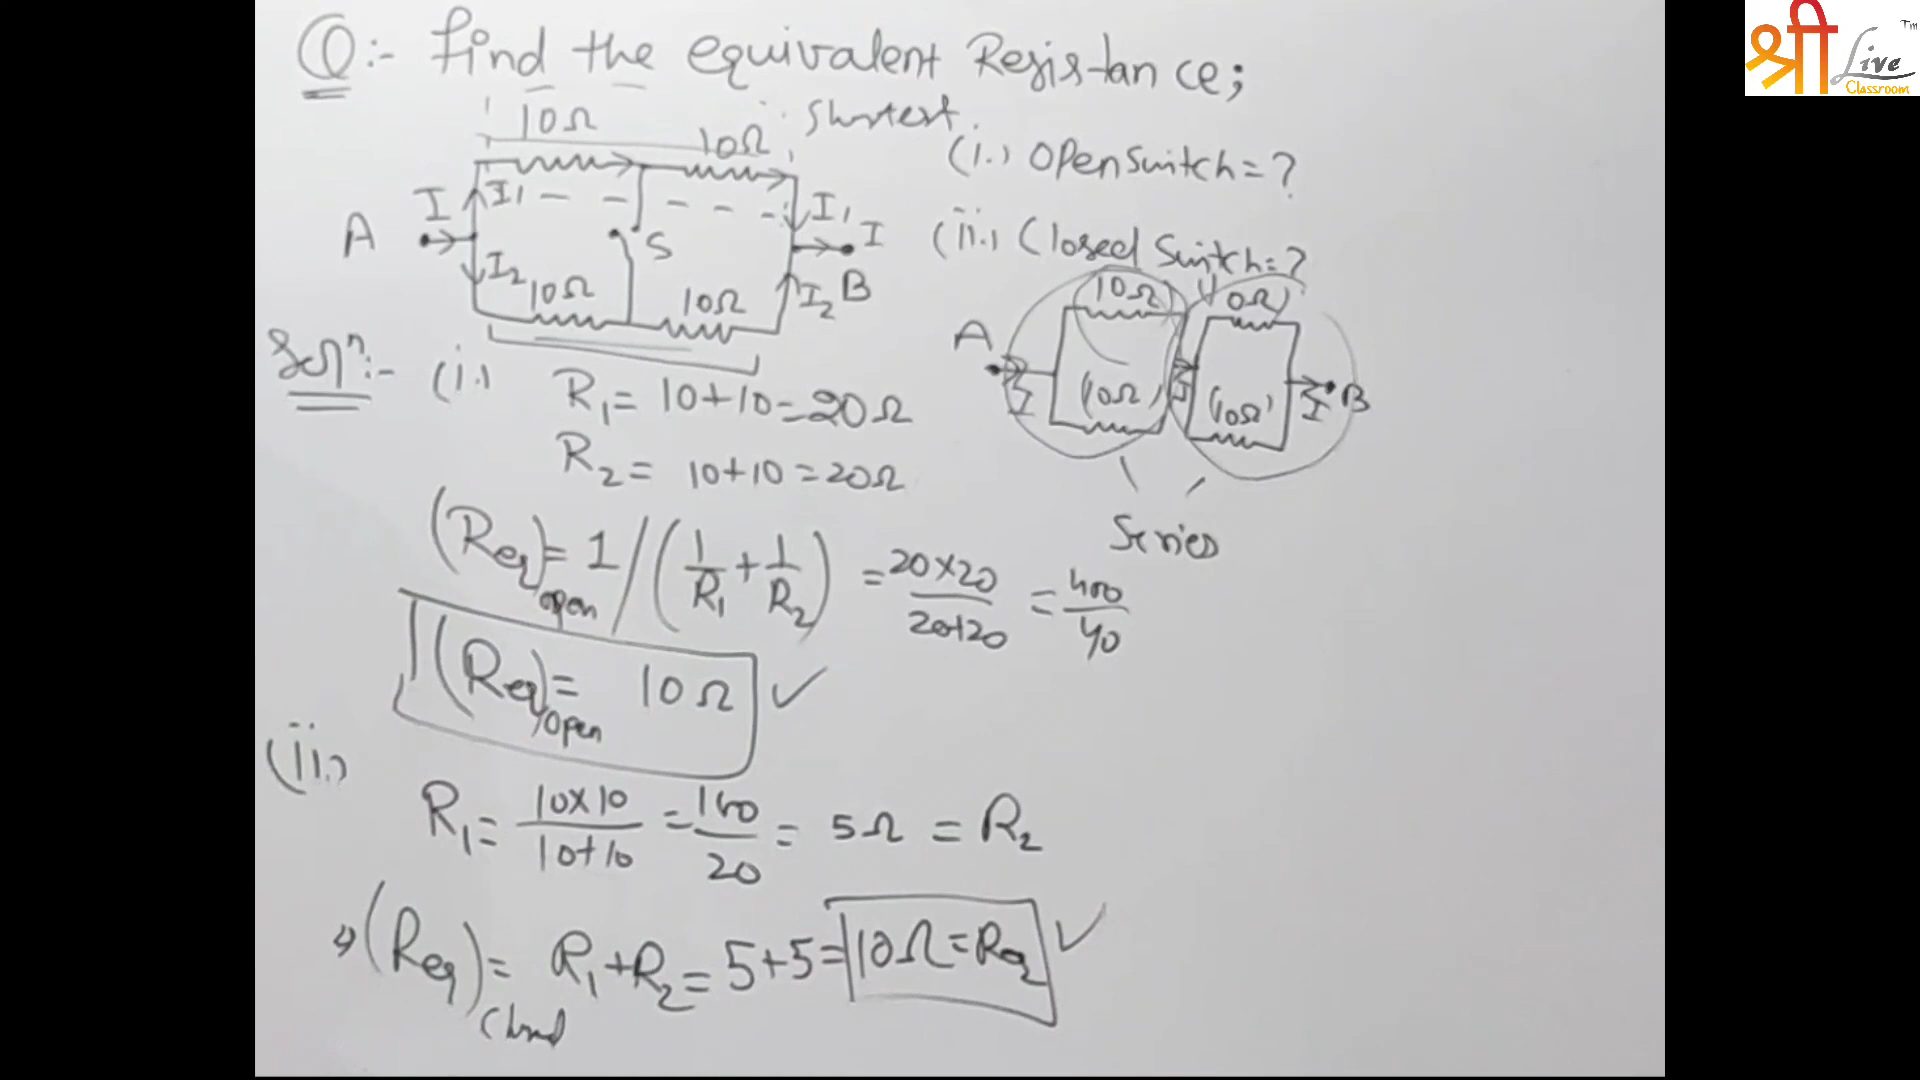 श्री Live Classroom ™
Q:- find the equivalent Resistance;
10Ω 10Ω Shortest
(i.) Open Switch = ?
I I1 I1 I
A S B
(ii.) Closed Switch = ?
I2 10Ω 10Ω I2
10Ω 10Ω
A I 10Ω 10Ω I B
Series
Solⁿ:- (i.) R1 = 10+10 = 20Ω
R2 = 10+10 = 20Ω
(Req)open = 1/(1/R1 + 1/R2) = 20×20/20+20 = 400/40
(Req)open = 10Ω ✓
(ii.)
R1 = 10×10/10+10 = 100/20 = 5Ω = R2
(Req)closed = R1+R2 = 5+5 = 10Ω = Req ✓